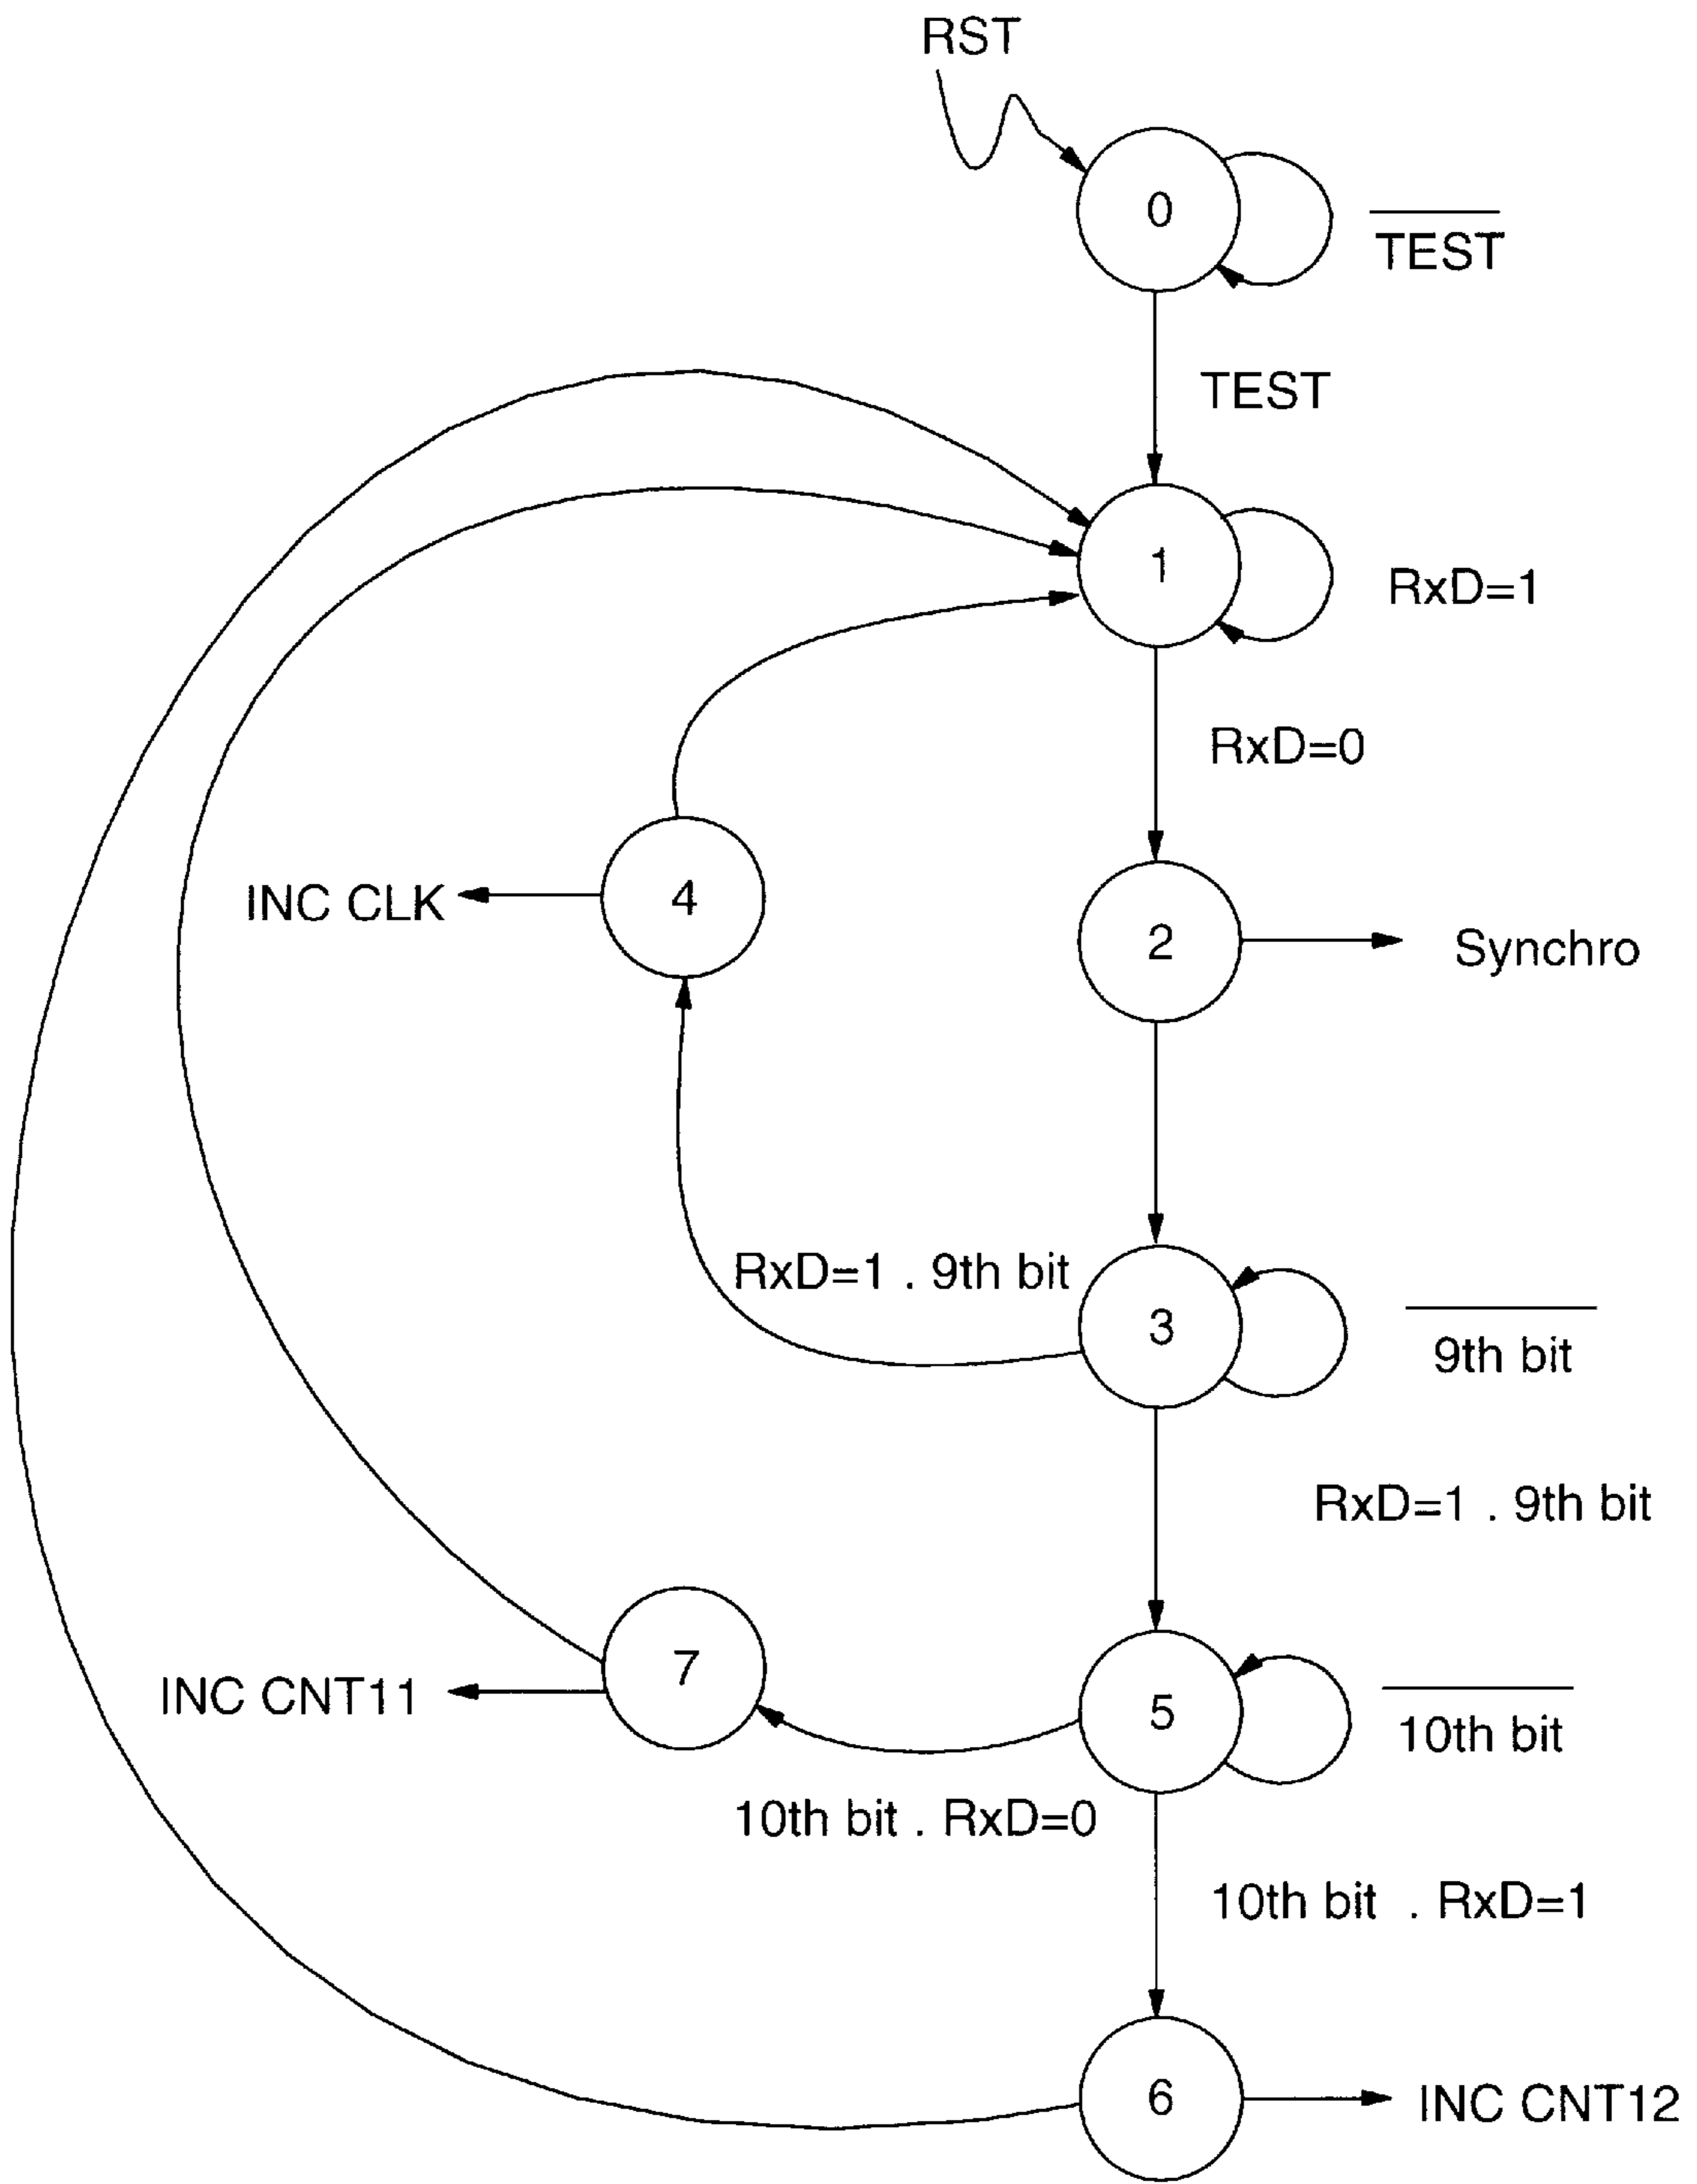 RST
0
TEST
TEST
1
RxD=1
RxD=0
4
INC CLK
2
Synchro
RxD=1 . 9th bit
3
9th bit
RxD=1 . 9th bit
7
INC CNT11
5
10th bit
10th bit . RxD=0
10th bit . RxD=1
6
INC CNT12